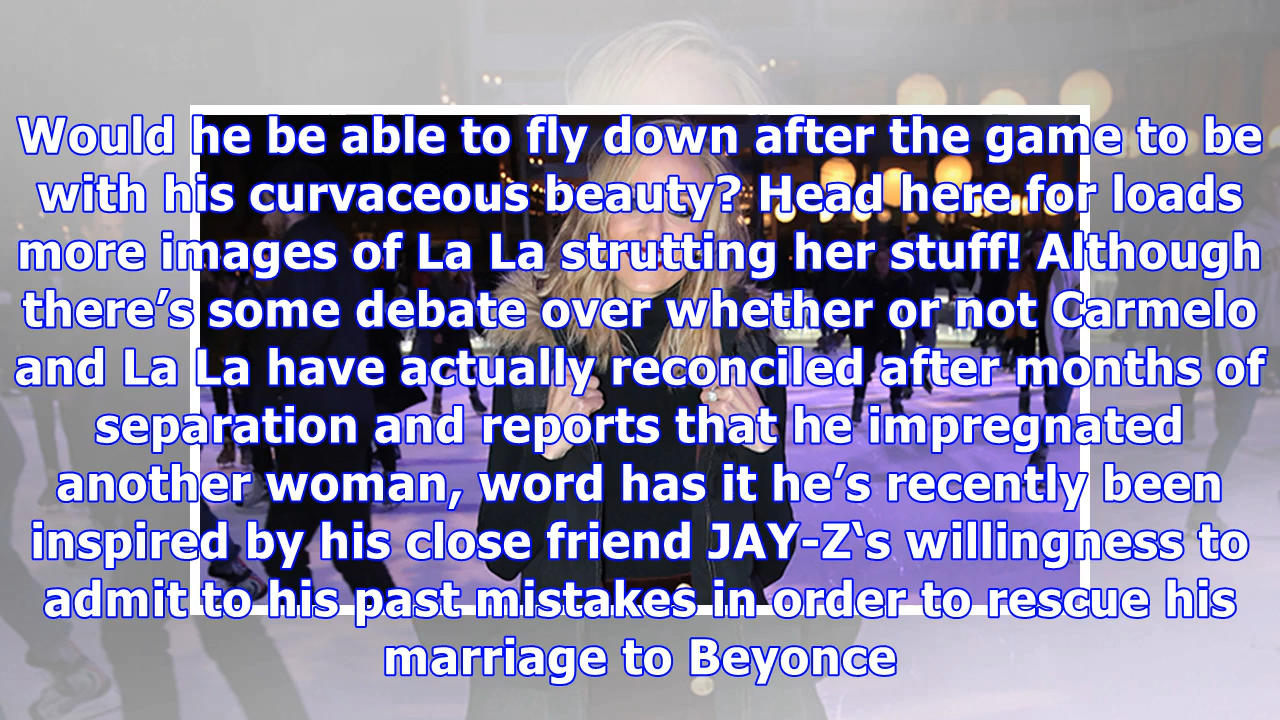 Would he be able to fly down after the game to be
with his curvaceous beauty? Head here for loads
more images of La La strutting her stuff! Although
there’s some debate over whether or not Carmelo
and La La have actually reconciled after months of
separation and reports that he impregnated
another woman, word has it he’s recently been
inspired by his close friend JAY-Z‘s willingness to
admit to his past mistakes in order to rescue his
marriage to Beyonce